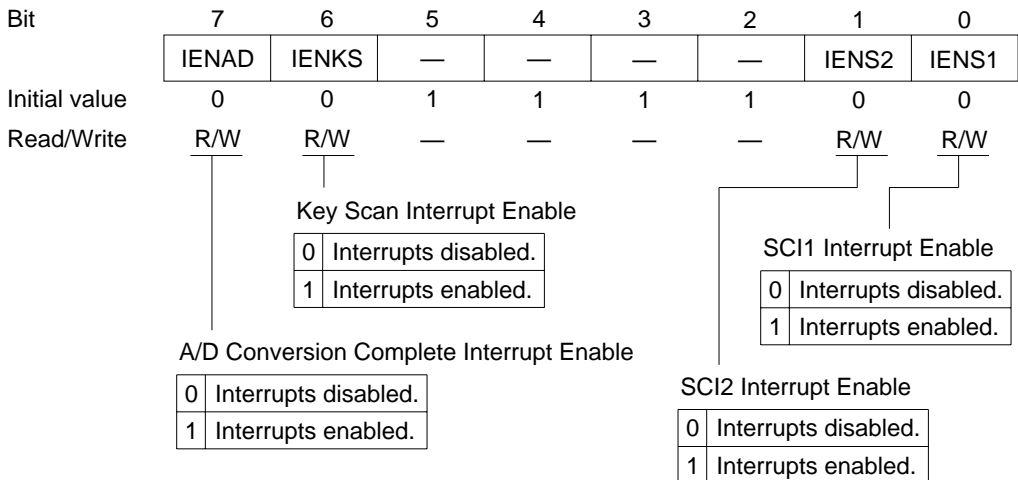 Bit 7 6 5 4 3 2 1 0
IENAD IENKS — — — — IENS2 IENS1
Initial value 0 0 1 1 1 1 0 0
Read/Write R/W R/W — — — — R/W R/W
Key Scan Interrupt Enable
0 Interrupts disabled.
1 Interrupts enabled.
SCI1 Interrupt Enable
0 Interrupts disabled.
1 Interrupts enabled.
A/D Conversion Complete Interrupt Enable
0 Interrupts disabled.
1 Interrupts enabled.
SCI2 Interrupt Enable
0 Interrupts disabled.
1 Interrupts enabled.